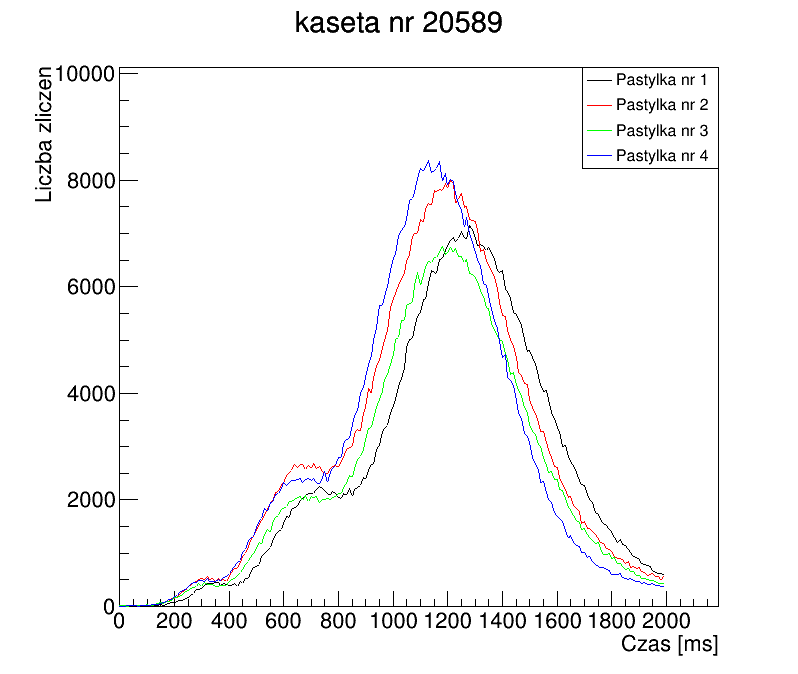 kaseta nr 20589
Liczba zliczen
10000
8000
6000
4000
2000
0
Pastylka nr 1
Pastylka nr 2
Pastylka nr 3
Pastylka nr 4
0 200 400 600 800 1000 1200 1400 1600 1800 2000
Czas [ms]